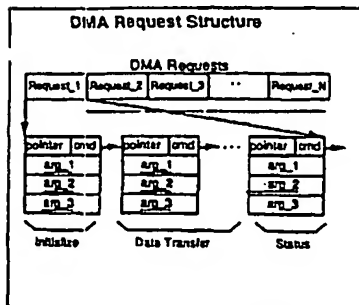 DMA Request Structure
DMA Requests
Request_1 Request_2 Request_3 .. Request_N
pointer cmd pointer cmd ... pointer cmd
arg_1 arg_1 arg_1
arg_2 arg_2 arg_2
arg_3 arg_3 arg_3
Initialize Data Transfer Status